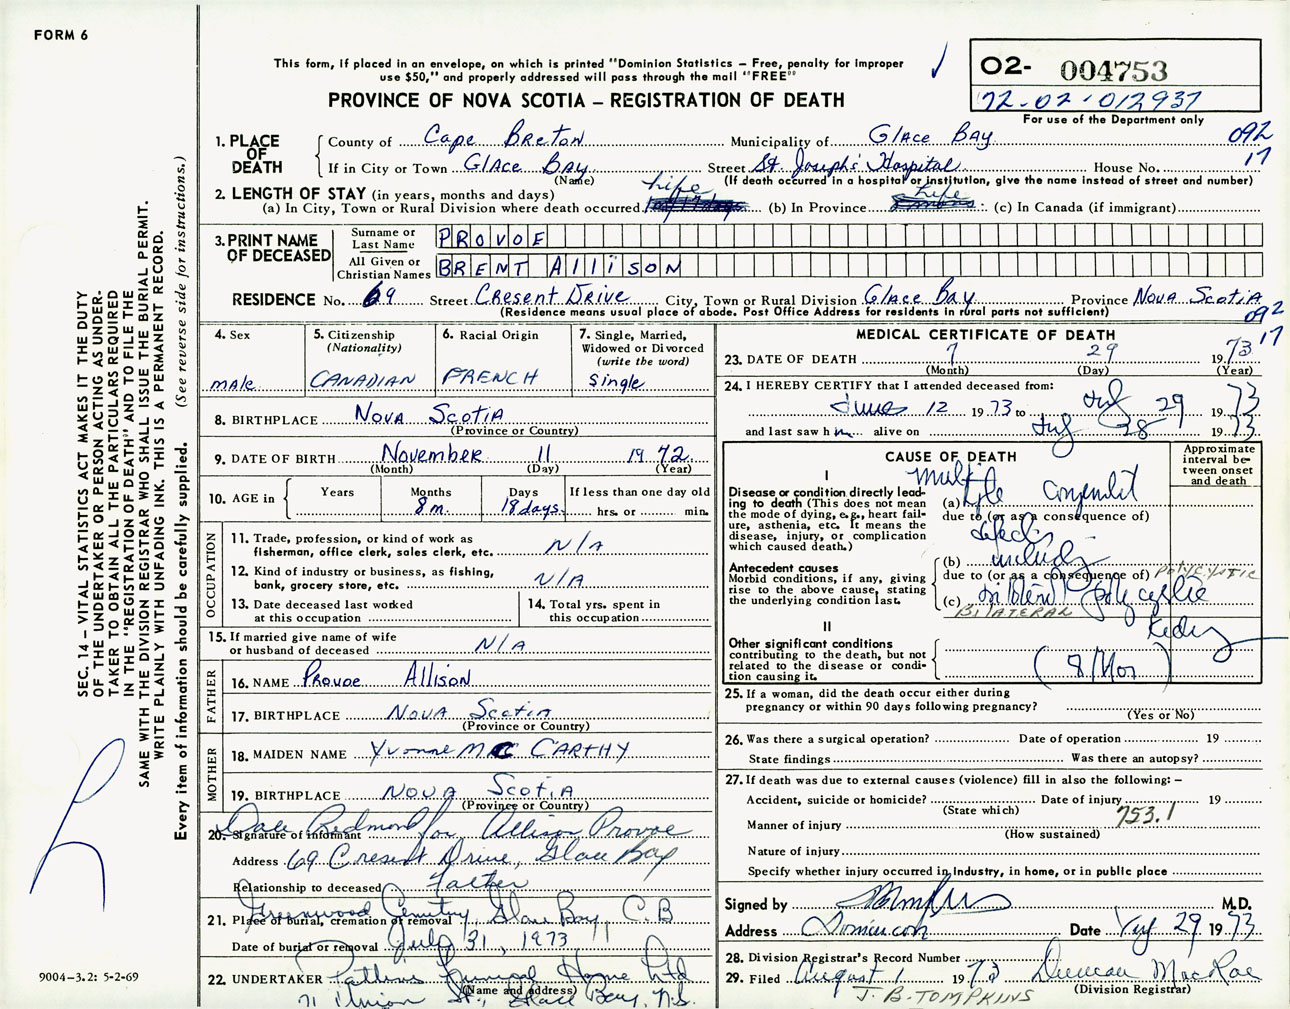 FORM 6
This form, if placed in an envelope, on which is printed "Dominion Statistics – Free, penalty for improper
use $50," and properly addressed will pass through the mail "FREE"
PROVINCE OF NOVA SCOTIA – REGISTRATION OF DEATH
O2- 004753
72-02-012937
For use of the Department only
1. PLACE OF DEATH
County of Cape Breton Municipality of Glace Bay 092
If in City or Town Glace Bay Street St. Joseph's Hospital House No. 17
(Name) (If death occurred in a hospital or institution, give the name instead of street and number)
2. LENGTH OF STAY (in years, months and days) life life
(a) In City, Town or Rural Division where death occurred (b) In Province (c) In Canada (if immigrant)
3. PRINT NAME OF DECEASED
Surname or Last Name PROVOE
All Given or Christian Names BRENT ALLISON
RESIDENCE No. 69 Street Cresent Drive City, Town or Rural Division Glace Bay Province Nova Scotia
(Residence means usual place of abode. Post Office Address for residents in rural parts not sufficient) 092
17
4. Sex male
5. Citizenship (Nationality) CANADIAN
6. Racial Origin FRENCH
7. Single, Married, Widowed or Divorced (write the word) single
8. BIRTHPLACE Nova Scotia
(Province or Country)
9. DATE OF BIRTH November 11 1972
(Month) (Day) (Year)
10. AGE in Years Months 8 m. Days 18 days. If less than one day old hrs. or min.
OCCUPATION
11. Trade, profession, or kind of work as fisherman, office clerk, sales clerk, etc. N/A
12. Kind of industry or business, as fishing, bank, grocery store, etc. N/A
13. Date deceased last worked at this occupation
14. Total yrs. spent in this occupation
15. If married give name of wife or husband of deceased N/A
FATHER
16. NAME Provoe Allison
17. BIRTHPLACE Nova Scotia
(Province or Country)
MOTHER
18. MAIDEN NAME Yvonne MacCarthy
19. BIRTHPLACE Nova Scotia
(Province or Country)
20. Signature of informant Dale Redmond for Allison Provoe
Address 69 Cresent Drive, Glace Bay
Relationship to deceased Father
21. Place of burial, cremation or removal Greenwood Cemetry Glace Bay C.B
Date of burial or removal July 31, 1973
22. UNDERTAKER Funeral Home Ltd
(Name and address)
71 Union St., Glace Bay, N.S.
MEDICAL CERTIFICATE OF DEATH
23. DATE OF DEATH 7 29 1973
(Month) (Day) (Year)
24. I HEREBY CERTIFY that I attended deceased from:
June 12 1973 to July 29 1973
and last saw him alive on July 28 1973
CAUSE OF DEATH
Approximate interval between onset and death
I
Disease or condition directly leading to death (This does not mean the mode of dying, e.g., heart failure, asthenia, etc. It means the disease, injury, or complication which caused death.)
(a) Multiple congenital
due to (or as a consequence of)
defects
Antecedent causes
Morbid conditions, if any, giving rise to the above cause, stating the underlying condition last.
(b) including
due to (or as a consequence of) POLYCYSTIC
(c) bilateral polycystic
BILATERAL
Kidney
II
Other significant conditions contributing to the death, but not related to the disease or condition causing it.
(8/Mos)
25. If a woman, did the death occur either during
pregnancy or within 90 days following pregnancy?
(Yes or No)
26. Was there a surgical operation? Date of operation 19
State findings Was there an autopsy?
27. If death was due to external causes (violence) fill in also the following: –
Accident, suicide or homicide? Date of injury 19
(State which) 753.1
Manner of injury
(How sustained)
Nature of injury
Specify whether injury occurred in industry, in home, or in public place
Signed by M.D.
Address Dominion Date July 29 1973
28. Division Registrar's Record Number
29. Filed August 1 1973 Duncan MacRae
(Division Registrar)
J. B. TOMPKINS
SEC. 14 – VITAL STATISTICS ACT MAKES IT THE DUTY
OF THE UNDERTAKER OR PERSON ACTING AS UNDER-
TAKER TO OBTAIN ALL THE PARTICULARS REQUIRED
IN THE "REGISTRATION OF DEATH" AND TO FILE THE
SAME WITH THE DIVISION REGISTRAR WHO SHALL ISSUE THE BURIAL PERMIT.
WRITE PLAINLY WITH UNFADING INK. THIS IS A PERMANENT RECORD.
Every item of information should be carefully supplied. (See reverse side for instructions.)
9004-3.2: 5-2-69